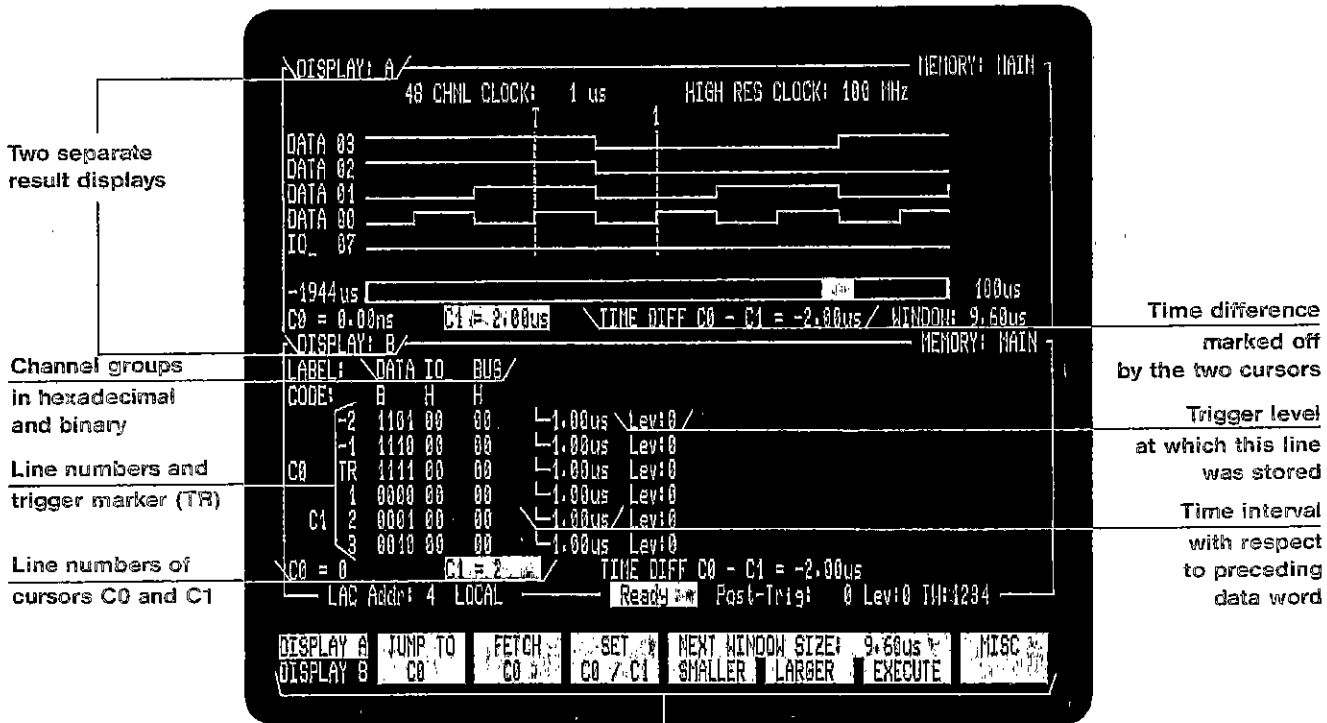 DISPLAY: A
MEMORY: MAIN
48 CHNL CLOCK: 1 us HIGH RES CLOCK: 100 MHz
T 1
DATA 03
DATA 02
DATA 01
DATA 00
IO_ 07
-1944us 100us
C0 = 0.00ns C1 = 2.00us TIME DIFF C0 - C1 = -2.00us WINDOW: 9.60us
DISPLAY: B
MEMORY: MAIN
LABEL: DATA IO_ BUS
CODE: B H H
-2 1101 00 00 -1.00us Lev:0
-1 1110 00 00 -1.00us Lev:0
C0 TR 1111 00 00 -1.00us Lev:0
1 0000 00 00 -1.00us Lev:0
C1 2 0001 00 00 -1.00us Lev:0
3 0010 00 00 -1.00us Lev:0
C0 = 0 C1 = 2 TIME DIFF C0 - C1 = -2.00us
LAC Addr: 4 LOCAL Ready Post-Trig: 0 Lev:0 TW:1234
DISPLAY A JUMP TO FETCH SET NEXT WINDOW SIZE: 9.60us MISC
DISPLAY B C0 C0 C0 / C1 SMALLER LARGER EXECUTE
Two separate
result displays
Channel groups
in hexadecimal
and binary
Line numbers and
trigger marker (TR)
Line numbers of
cursors C0 and C1
Time difference
marked off
by the two cursors
Trigger level
at which this line
was stored
Time interval
with respect
to preceding
data word